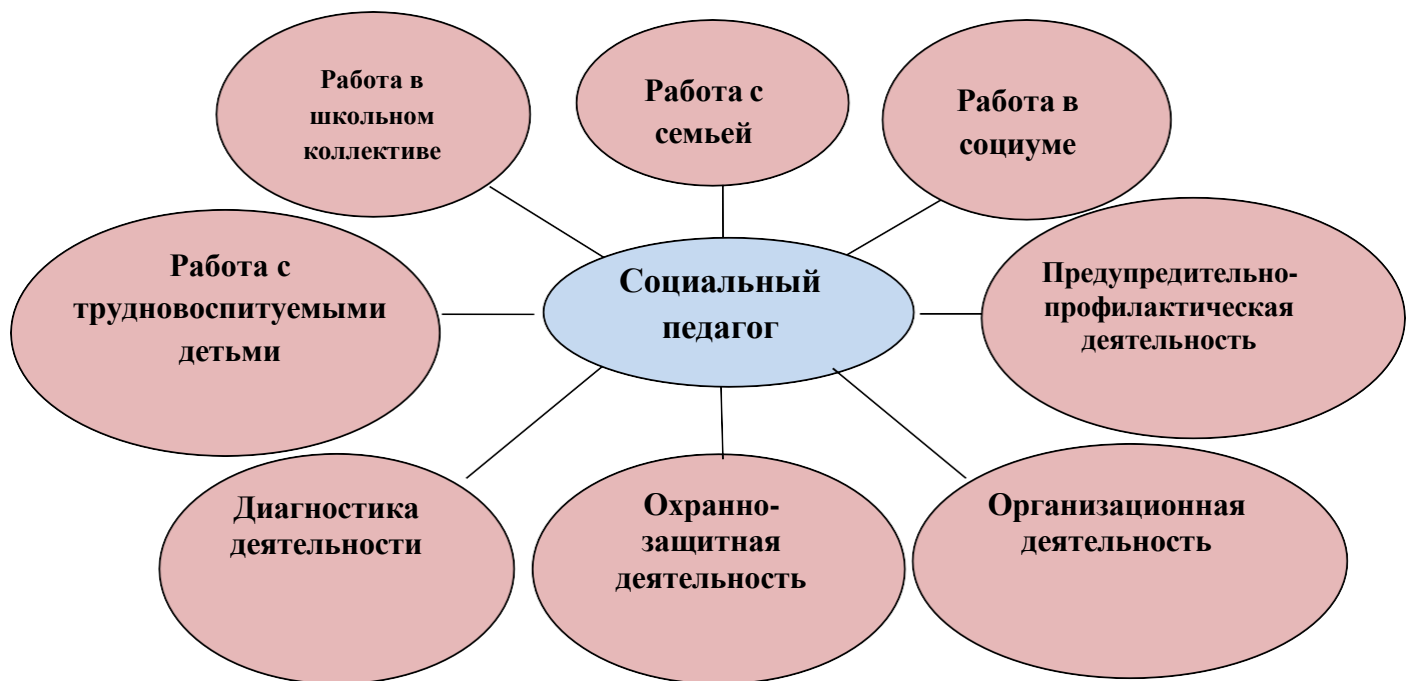 Работа в
школьном
коллективе
Работа с
семьей
Работа в
социуме
Работа с
трудновоспитуемыми
детьми
Социальный
педагог
Предупредительно-
профилактическая
деятельность
Диагностика
деятельности
Охранно-
защитная
деятельность
Организационная
деятельность